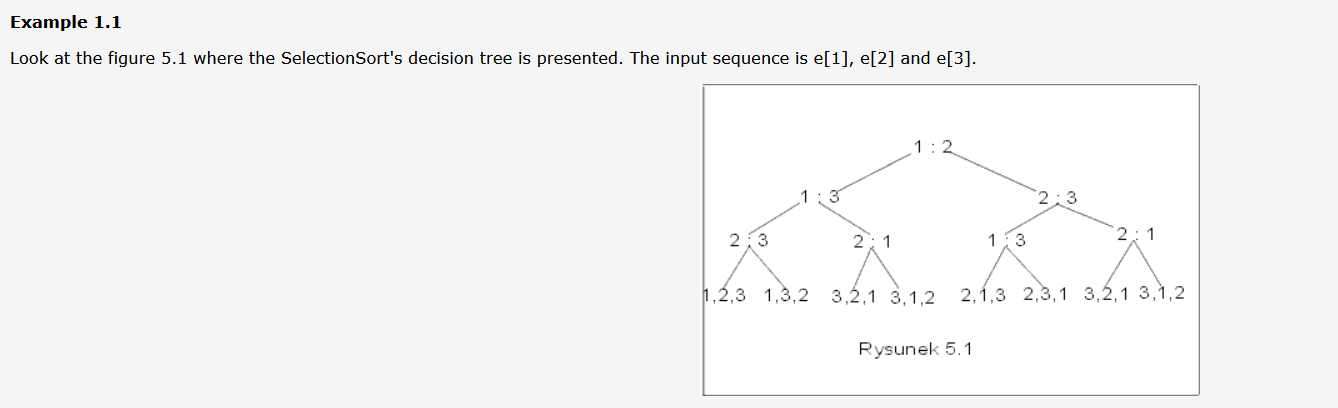 Example 1.1
Look at the figure 5.1 where the SelectionSort's decision tree is presented. The input sequence is e[1], e[2] and e[3].
1 : 2
1 : 3 2 : 3
2 : 3 2 : 1 1 : 3 2 : 1
1,2,3 1,3,2 3,2,1 3,1,2 2,1,3 2,3,1 3,2,1 3,1,2
Rysunek 5.1